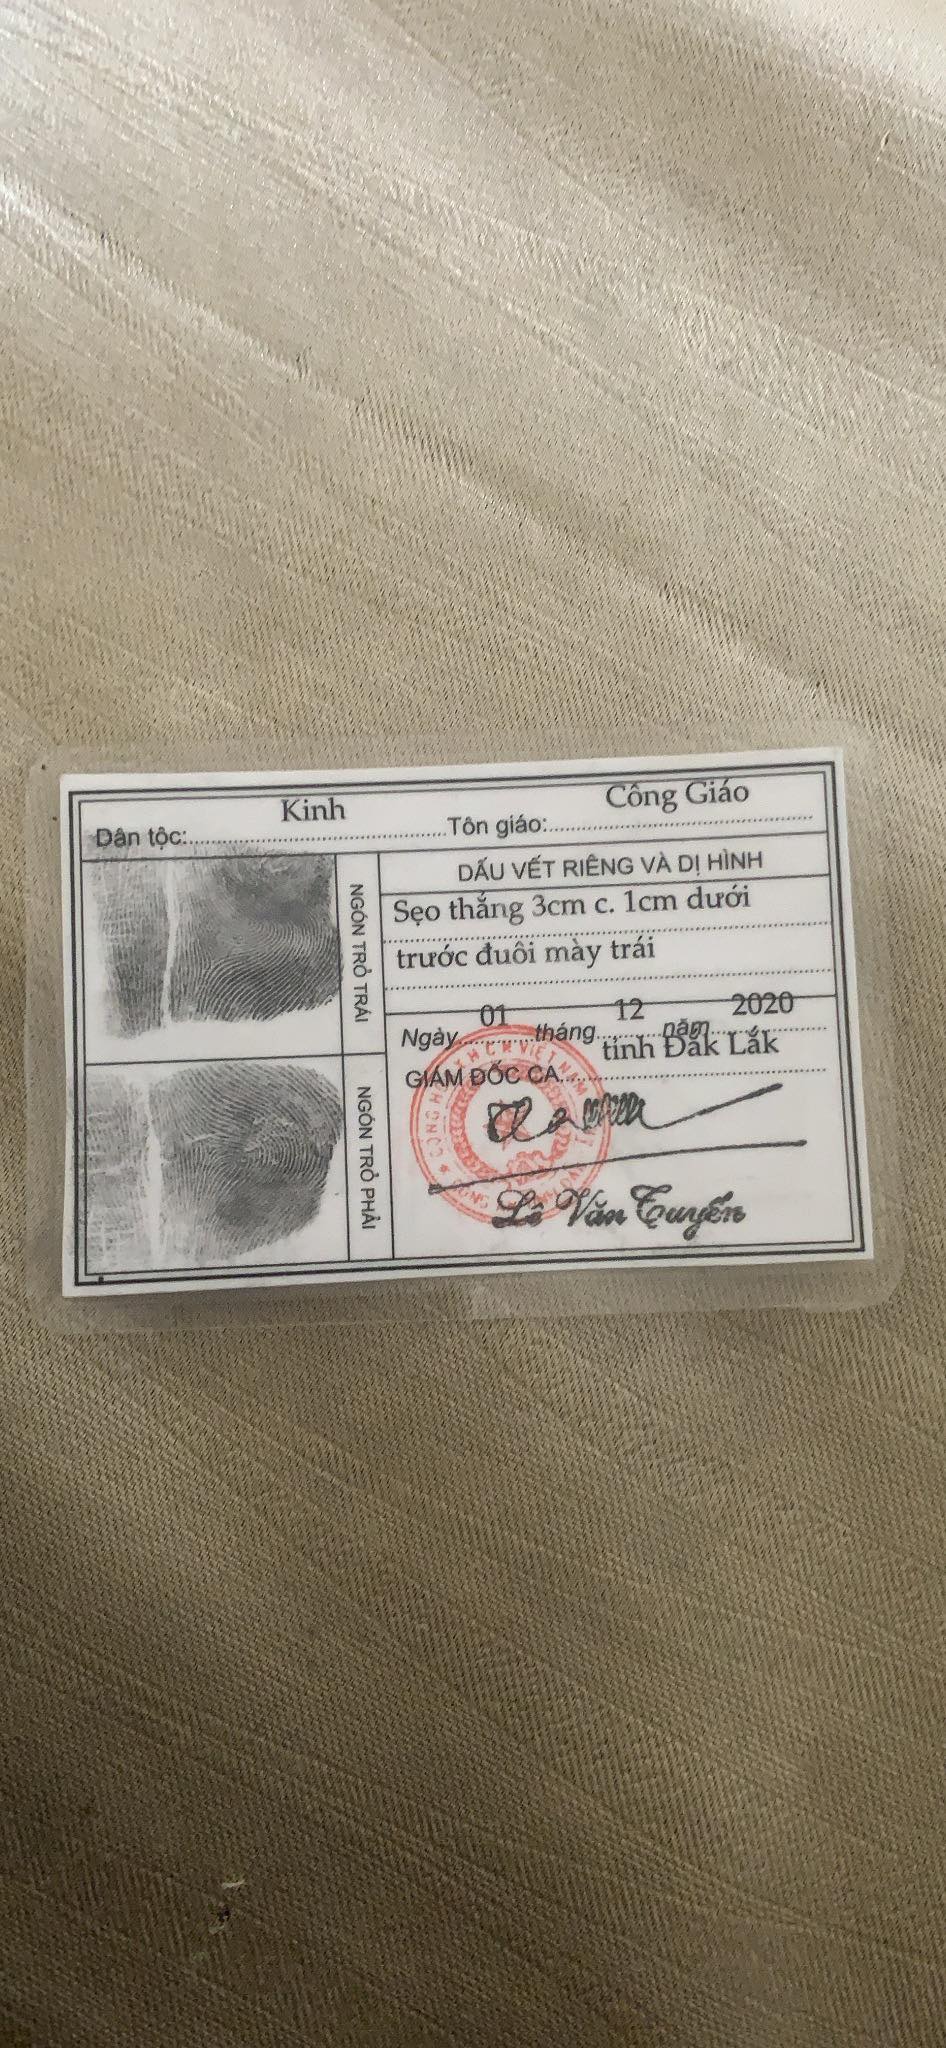 Dân tộc: Kinh Tôn giáo: Công Giáo
NGÓN TRỎ TRÁI
DẤU VẾT RIÊNG VÀ DỊ HÌNH
Sẹo thẳng 3cm c. 1cm dưới
trước đuôi mày trái
Ngày 01 tháng 12 năm 2020
GIÁM ĐỐC CA tỉnh Đắk Lắk
NGÓN TRỎ PHẢI
Lê Văn Tuyến